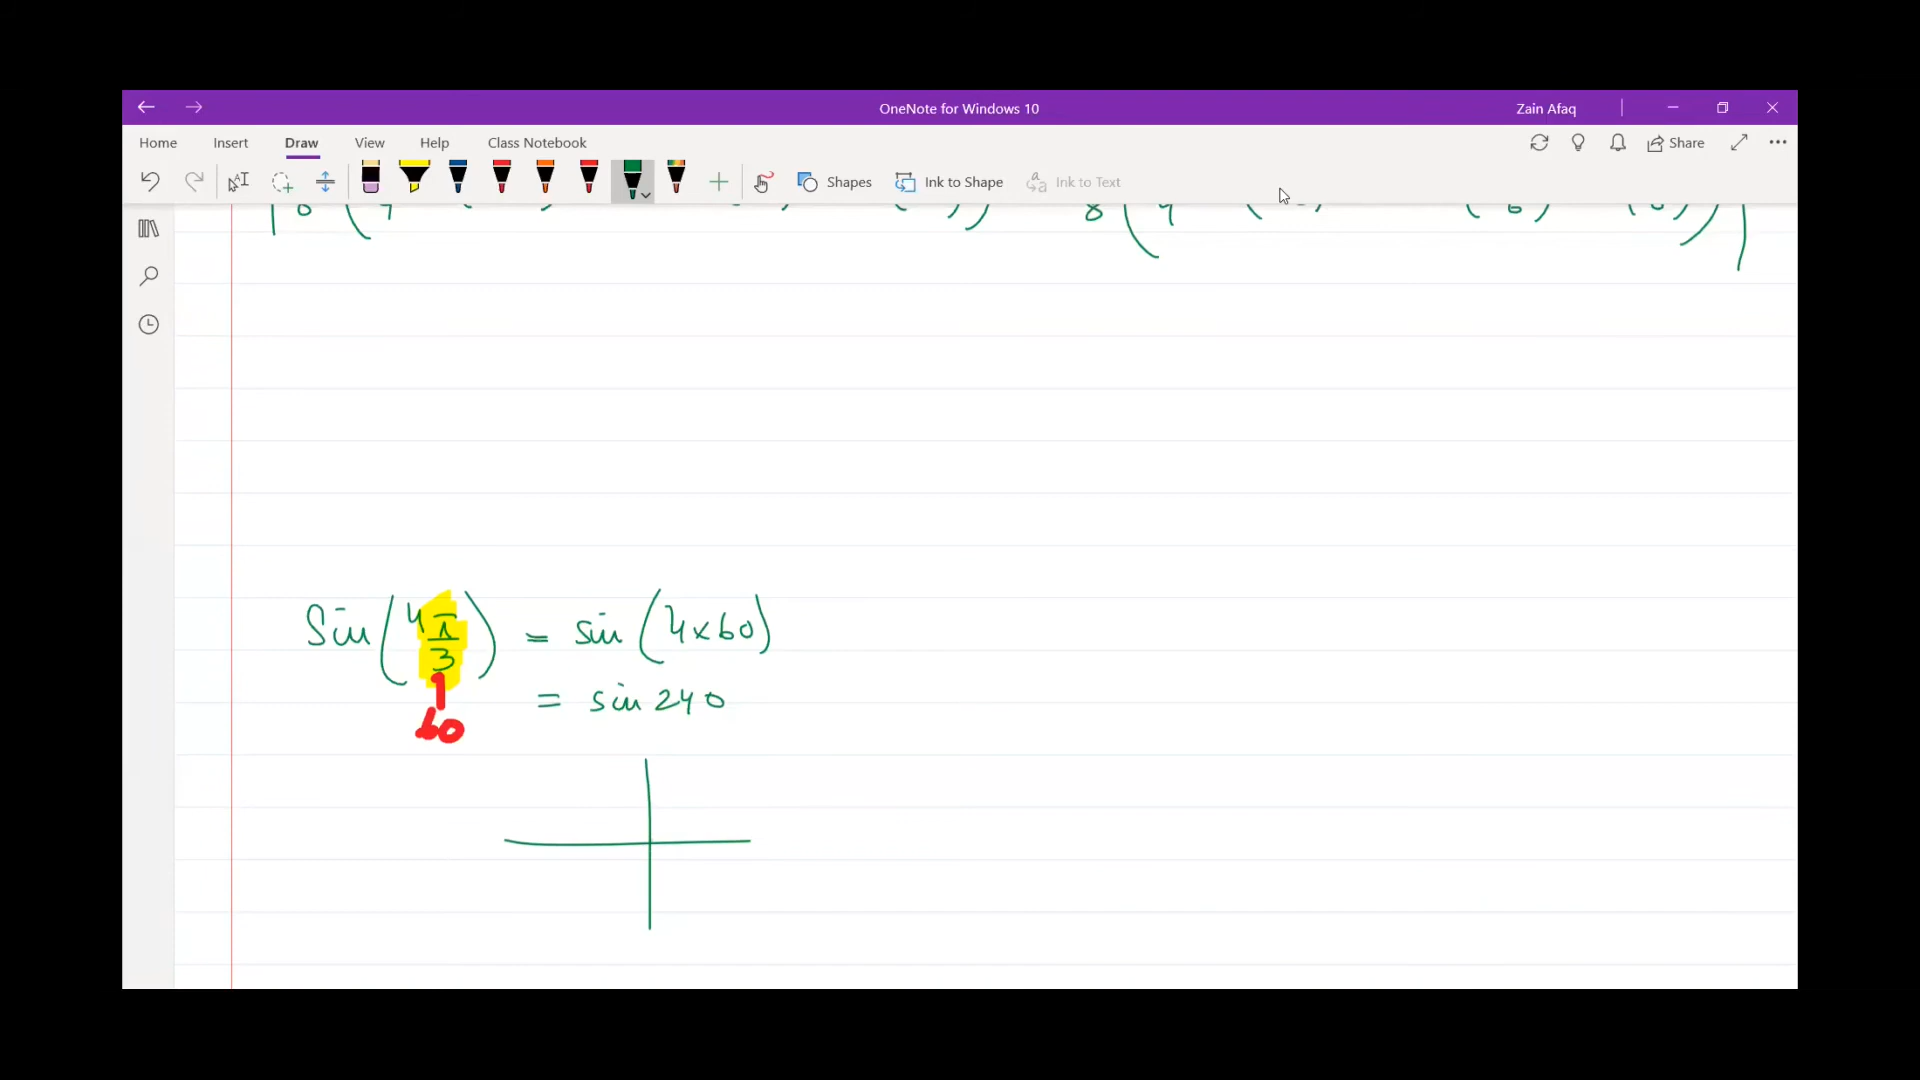 OneNote for Windows 10
Zain Afaq
Home Insert Draw View Help Class Notebook Share
Shapes Ink to Shape Ink to Text
Sin(4π/3) = sin(4×60)
60
= sin 240